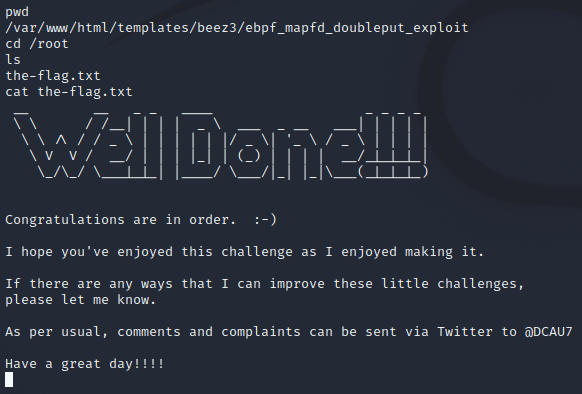 pwd
/var/www/html/templates/beez3/ebpf_mapfd_doubleput_exploit
cd /root
ls
the-flag.txt
cat the-flag.txt
Well Done!!!!
Congratulations are in order.  :-)
I hope you've enjoyed this challenge as I enjoyed making it.
If there are any ways that I can improve these little challenges,
please let me know.
As per usual, comments and complaints can be sent via Twitter to @DCAU7
Have a great day!!!!